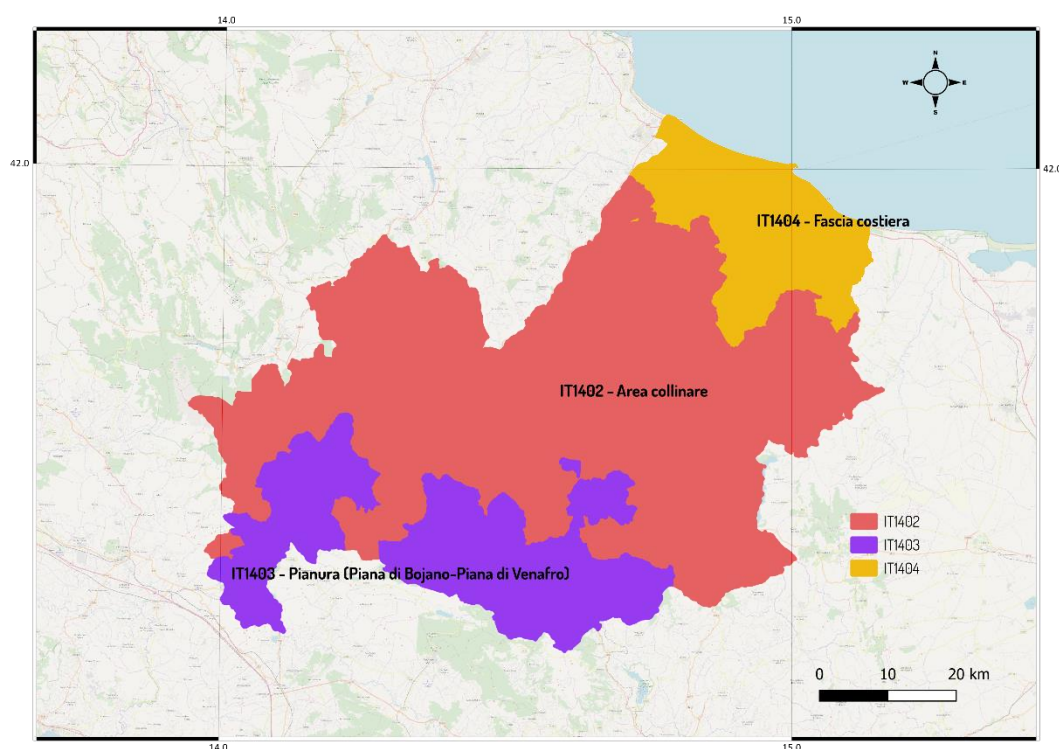 14.0
15.0
N
W E
S
42.0
42.0
IT1404 - Fascia costiera
IT1402 - Area collinare
IT1402
IT1403
IT1404
IT1403 - Pianura (Piana di Bojano-Piana di Venafro)
0 10 20 km
14.0
15.0